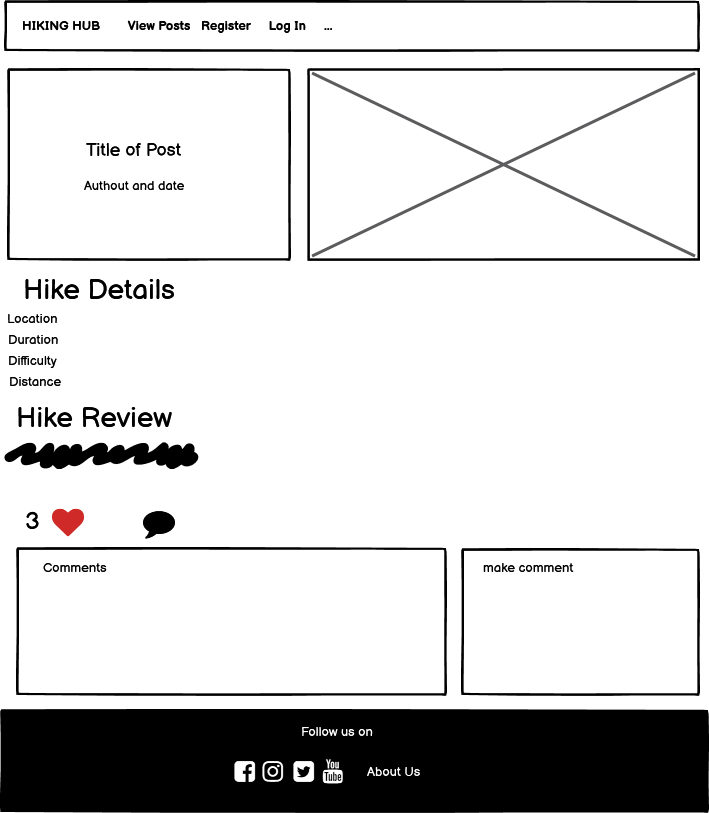 HIKING HUB View Posts Register Log In ...
Title of Post
Authout and date
Hike Details
Location
Duration
Difficulty
Distance
Hike Review
3
Comments
make comment
Follow us on
You
Tube
About Us